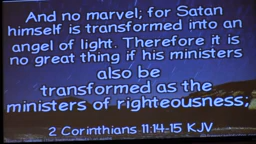 And no marvel; for Satan
himself is transformed into an
angel of light. Therefore it is
no great thing if his ministers
also be
transformed as the
ministers of righteousness;
2 Corinthians 11:14-15 KJV